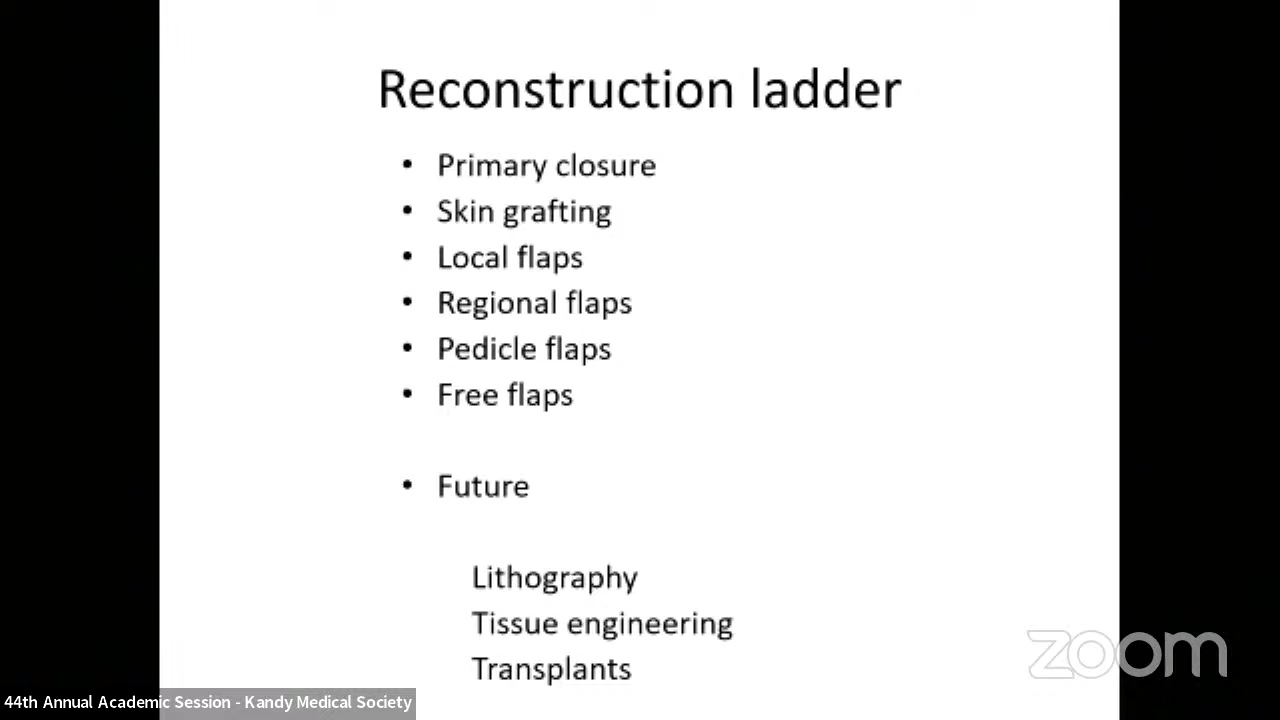 Reconstruction ladder
• Primary closure
• Skin grafting
• Local flaps
• Regional flaps
• Pedicle flaps
• Free flaps
• Future
Lithography
Tissue engineering
Transplants
zoom
44th Annual Academic Session - Kandy Medical Society